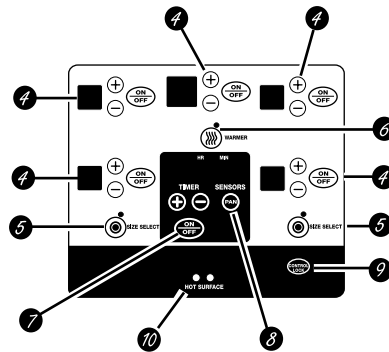 4 4
4 + - ON/OFF + - ON/OFF + - ON/OFF
WARMER 6
HR MIN
4 + - ON/OFF TIMER SENSORS + - ON/OFF 4
+ - PAN
5 SIZE SELECT SIZE SELECT 5
ON/OFF
CONTROL LOCK
HOT SURFACE
7 10 8 9